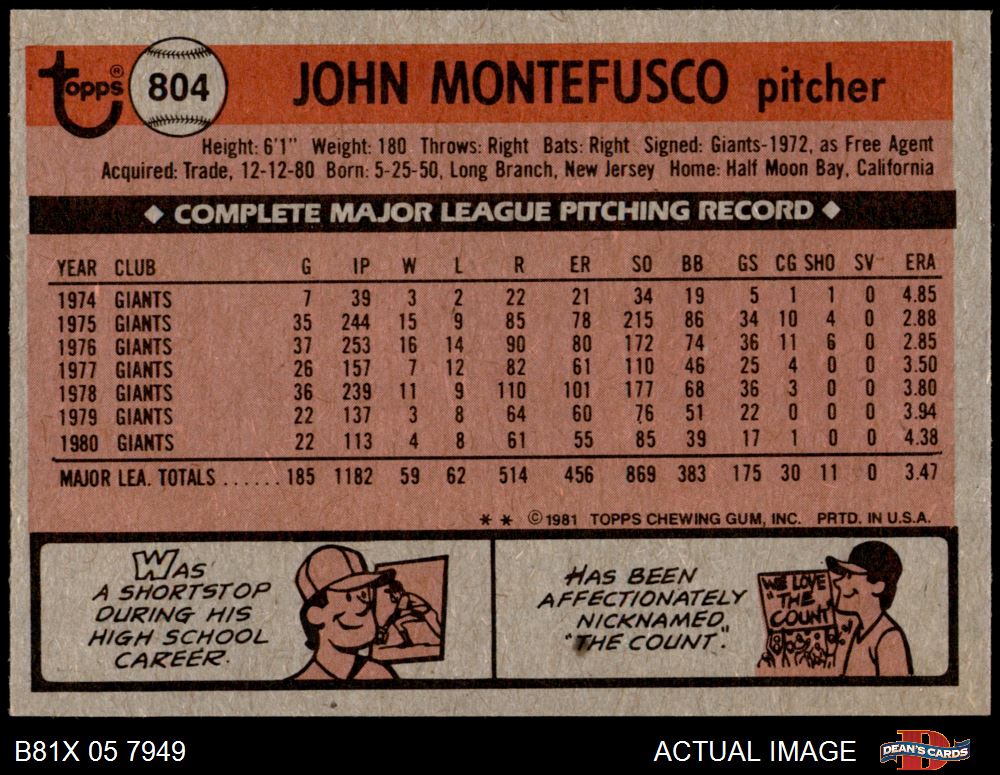 topps® 804 JOHN MONTEFUSCO pitcher
Height: 6'1" Weight: 180 Throws: Right Bats: Right Signed: Giants-1972, as Free Agent
Acquired: Trade, 12-12-80 Born: 5-25-50, Long Branch, New Jersey Home: Half Moon Bay, California
◆ COMPLETE MAJOR LEAGUE PITCHING RECORD ◆
YEAR CLUB G IP W L R ER SO BB GS CG SHO SV ERA
1974 GIANTS 7 39 3 2 22 21 34 19 5 1 1 0 4.85
1975 GIANTS 35 244 15 9 85 78 215 86 34 10 4 0 2.88
1976 GIANTS 37 253 16 14 90 80 172 74 36 11 6 0 2.85
1977 GIANTS 26 157 7 12 82 61 110 46 25 4 0 0 3.50
1978 GIANTS 36 239 11 9 110 101 177 68 36 3 0 0 3.80
1979 GIANTS 22 137 3 8 64 60 76 51 22 0 0 0 3.94
1980 GIANTS 22 113 4 8 61 55 85 39 17 1 0 0 4.38
MAJOR LEA. TOTALS ...... 185 1182 59 62 514 456 869 383 175 30 11 0 3.47
* * ©1981 TOPPS CHEWING GUM, INC. PRTD. IN U.S.A.
WAS
A SHORTSTOP
DURING HIS
HIGH SCHOOL
CAREER.
HAS BEEN
AFFECTIONATELY
NICKNAMED
"THE COUNT".
WE LOVE
"THE
COUNT"
B81X 05 7949 ACTUAL IMAGE DEAN'S CARDS